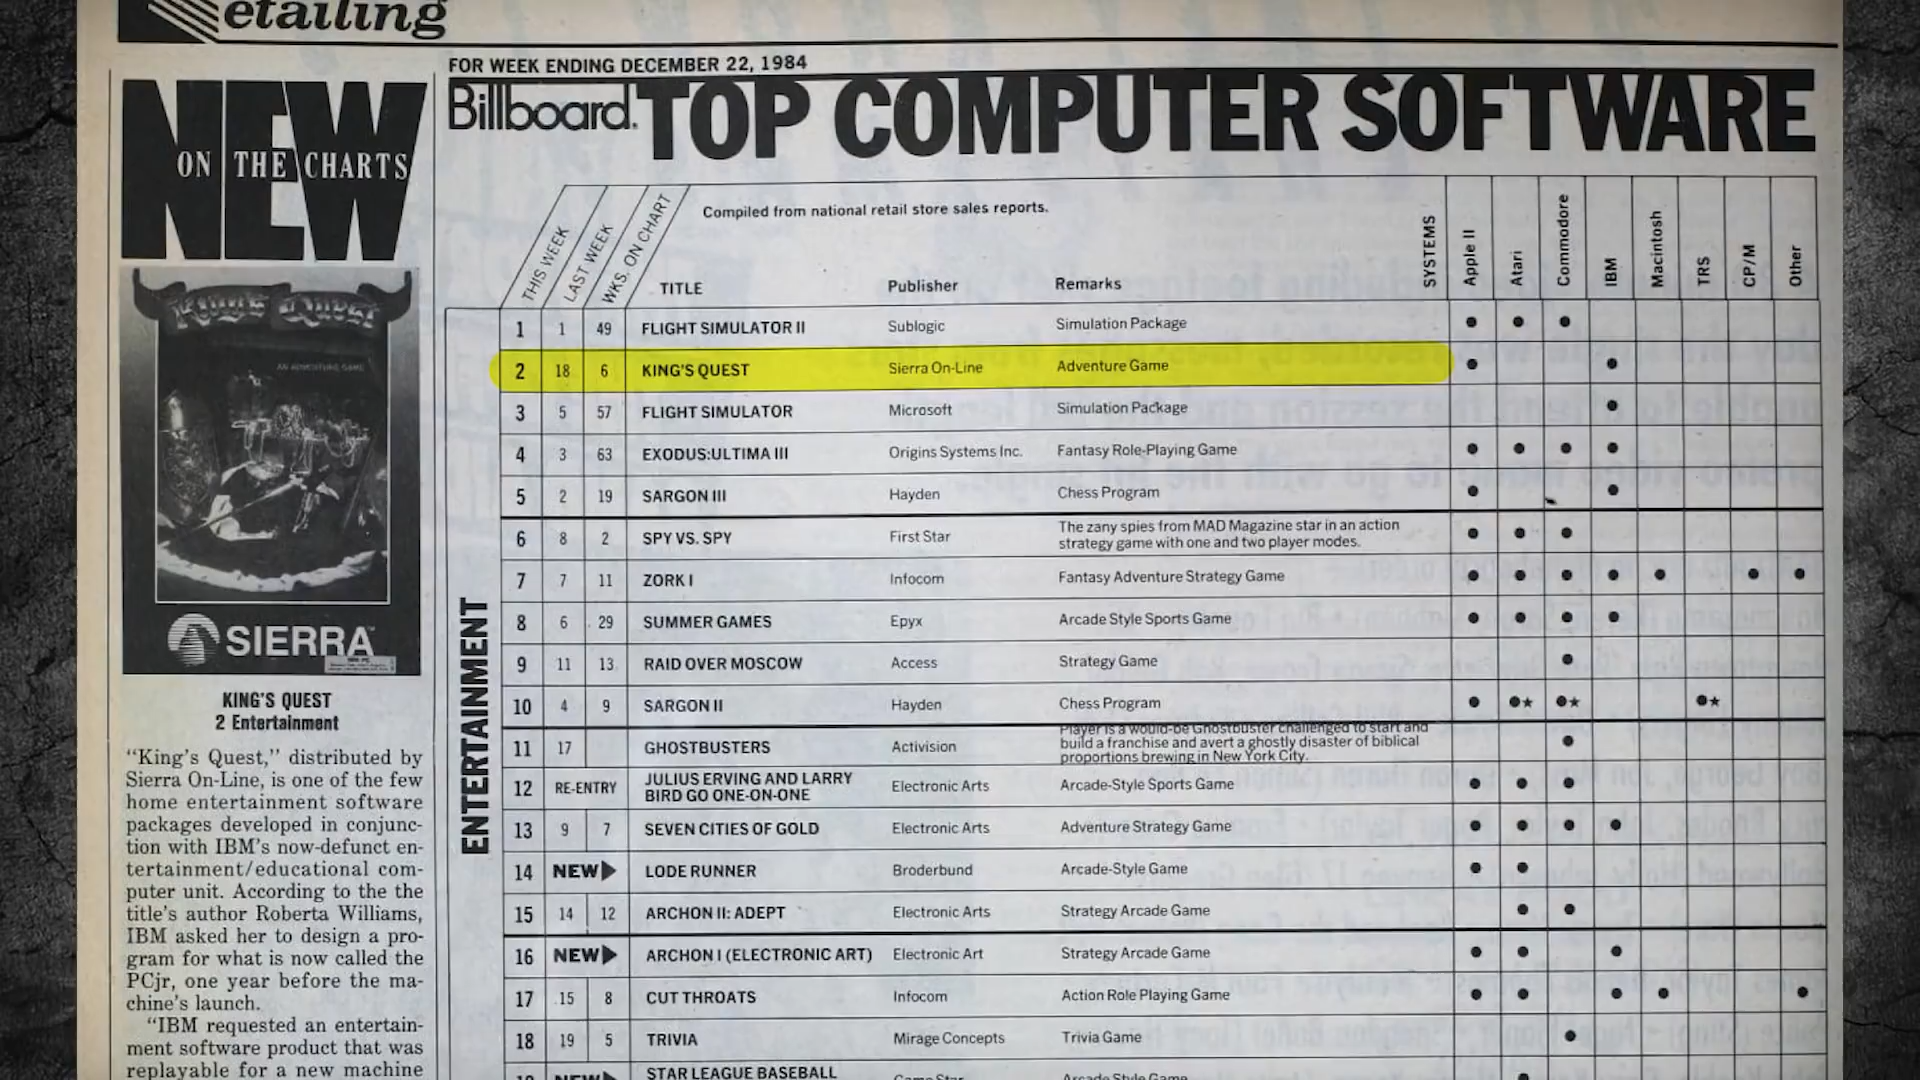 etailing
NEW
ON THE CHARTS
King's Quest
AN ADVENTURE GAME
SIERRA
KING'S QUEST
2 Entertainment
“King's Quest,” distributed by
Sierra On-Line, is one of the few
home entertainment software
packages developed in conjunc-
tion with IBM's now-defunct en-
tertainment/educational com-
puter unit. According to the the
title's author Roberta Williams,
IBM asked her to design a pro-
gram for what is now called the
PCjr, one year before the ma-
chine's launch.
“IBM requested an entertain-
ment software product that was
replayable for a new machine
FOR WEEK ENDING DECEMBER 22, 1984
Billboard. TOP COMPUTER SOFTWARE
Compiled from national retail store sales reports.
THIS WEEK LAST WEEK WKS. ON CHART TITLE Publisher Remarks SYSTEMS Apple II Atari Commodore IBM Macintosh TRS CP/M Other
ENTERTAINMENT
1 1 49 FLIGHT SIMULATOR II Sublogic Simulation Package ● ● ●
2 18 6 KING'S QUEST Sierra On-Line Adventure Game ● ●
3 5 57 FLIGHT SIMULATOR Microsoft Simulation Package ●
4 3 63 EXODUS:ULTIMA III Origins Systems Inc. Fantasy Role-Playing Game ● ● ● ●
5 2 19 SARGON III Hayden Chess Program ● ●
6 8 2 SPY VS. SPY First Star The zany spies from MAD Magazine star in an action
strategy game with one and two player modes. ● ● ●
7 7 11 ZORK I Infocom Fantasy Adventure Strategy Game ● ● ● ● ● ● ●
8 6 29 SUMMER GAMES Epyx Arcade Style Sports Game ● ● ● ●
9 11 13 RAID OVER MOSCOW Access Strategy Game ●
10 4 9 SARGON II Hayden Chess Program ● ●★ ●★ ●★
11 17 GHOSTBUSTERS Activision Player is a would-be Ghostbuster challenged to start and
build a franchise and avert a ghostly disaster of biblical
proportions brewing in New York City. ●
12 RE-ENTRY JULIUS ERVING AND LARRY
BIRD GO ONE-ON-ONE Electronic Arts Arcade-Style Sports Game ● ● ●
13 9 7 SEVEN CITIES OF GOLD Electronic Arts Adventure Strategy Game ● ● ● ●
14 NEW▶ LODE RUNNER Broderbund Arcade-Style Game ● ●
15 14 12 ARCHON II: ADEPT Electronic Arts Strategy Arcade Game ● ●
16 NEW▶ ARCHON I (ELECTRONIC ART) Electronic Art Strategy Arcade Game ● ● ●
17 15 8 CUT THROATS Infocom Action Role Playing Game ● ● ● ● ●
18 19 5 TRIVIA Mirage Concepts Trivia Game ●
19 NEW▶ STAR LEAGUE BASEBALL Game Star Arcade Style Game ●